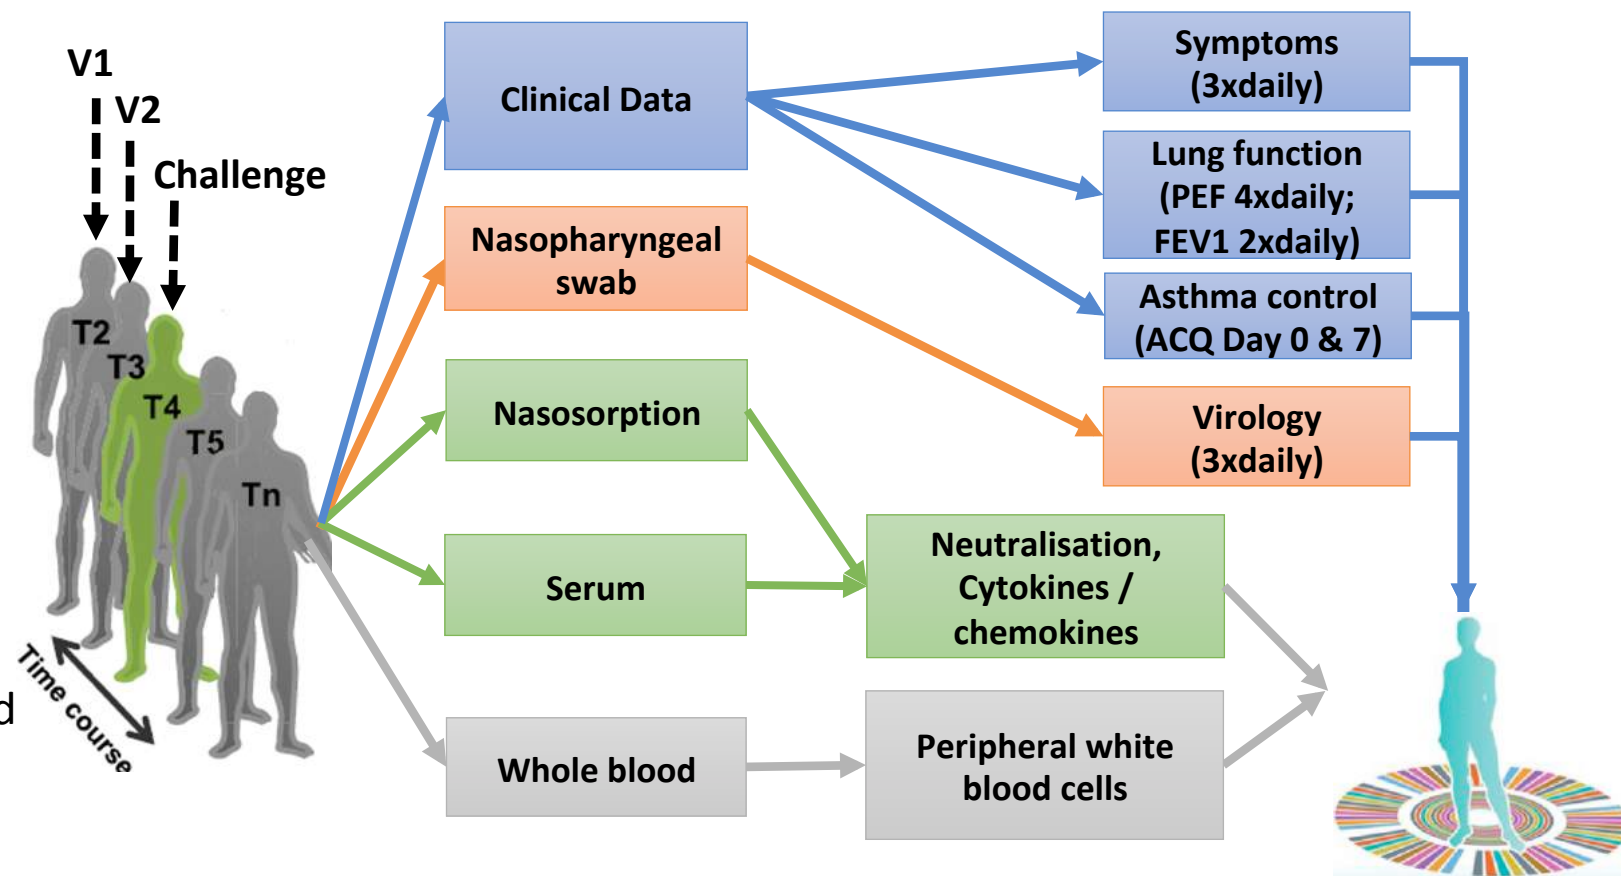 V1
V2
Challenge
T2
T3
T4
T5
Tn
Time course
d
Clinical Data
Nasopharyngeal
swab
Nasosorption
Serum
Whole blood
Symptoms
(3xdaily)
Lung function
(PEF 4xdaily;
FEV1 2xdaily)
Asthma control
(ACQ Day 0 & 7)
Virology
(3xdaily)
Neutralisation,
Cytokines /
chemokines
Peripheral white
blood cells